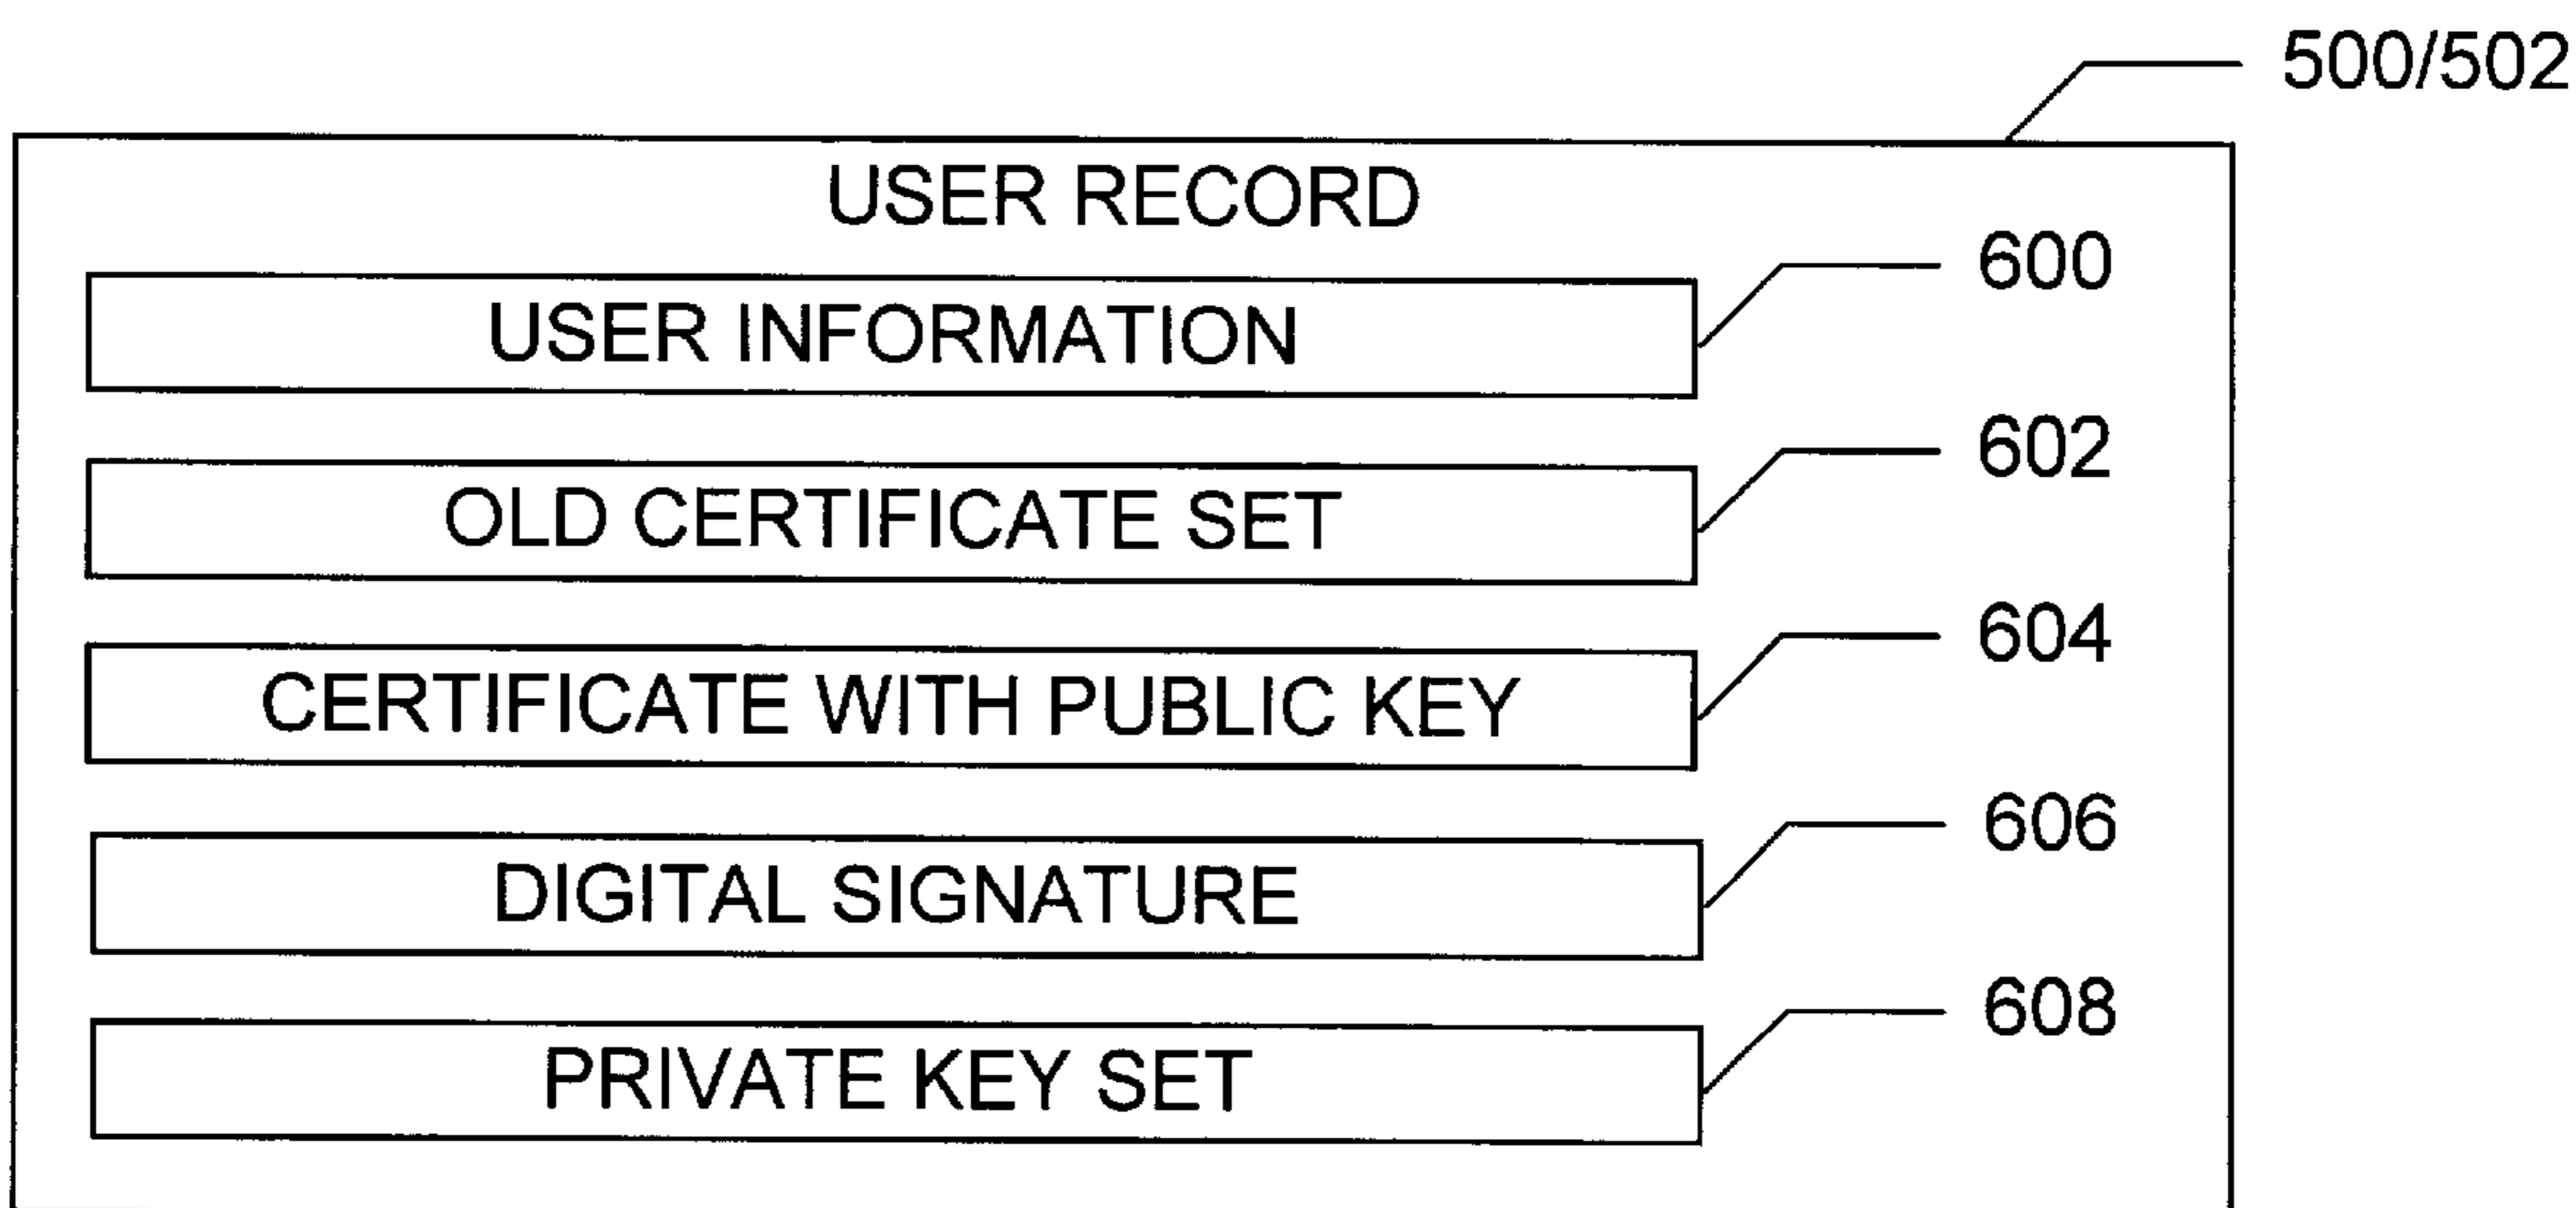 500/502
USER RECORD
600
USER INFORMATION
602
OLD CERTIFICATE SET
604
CERTIFICATE WITH PUBLIC KEY
606
DIGITAL SIGNATURE
608
PRIVATE KEY SET